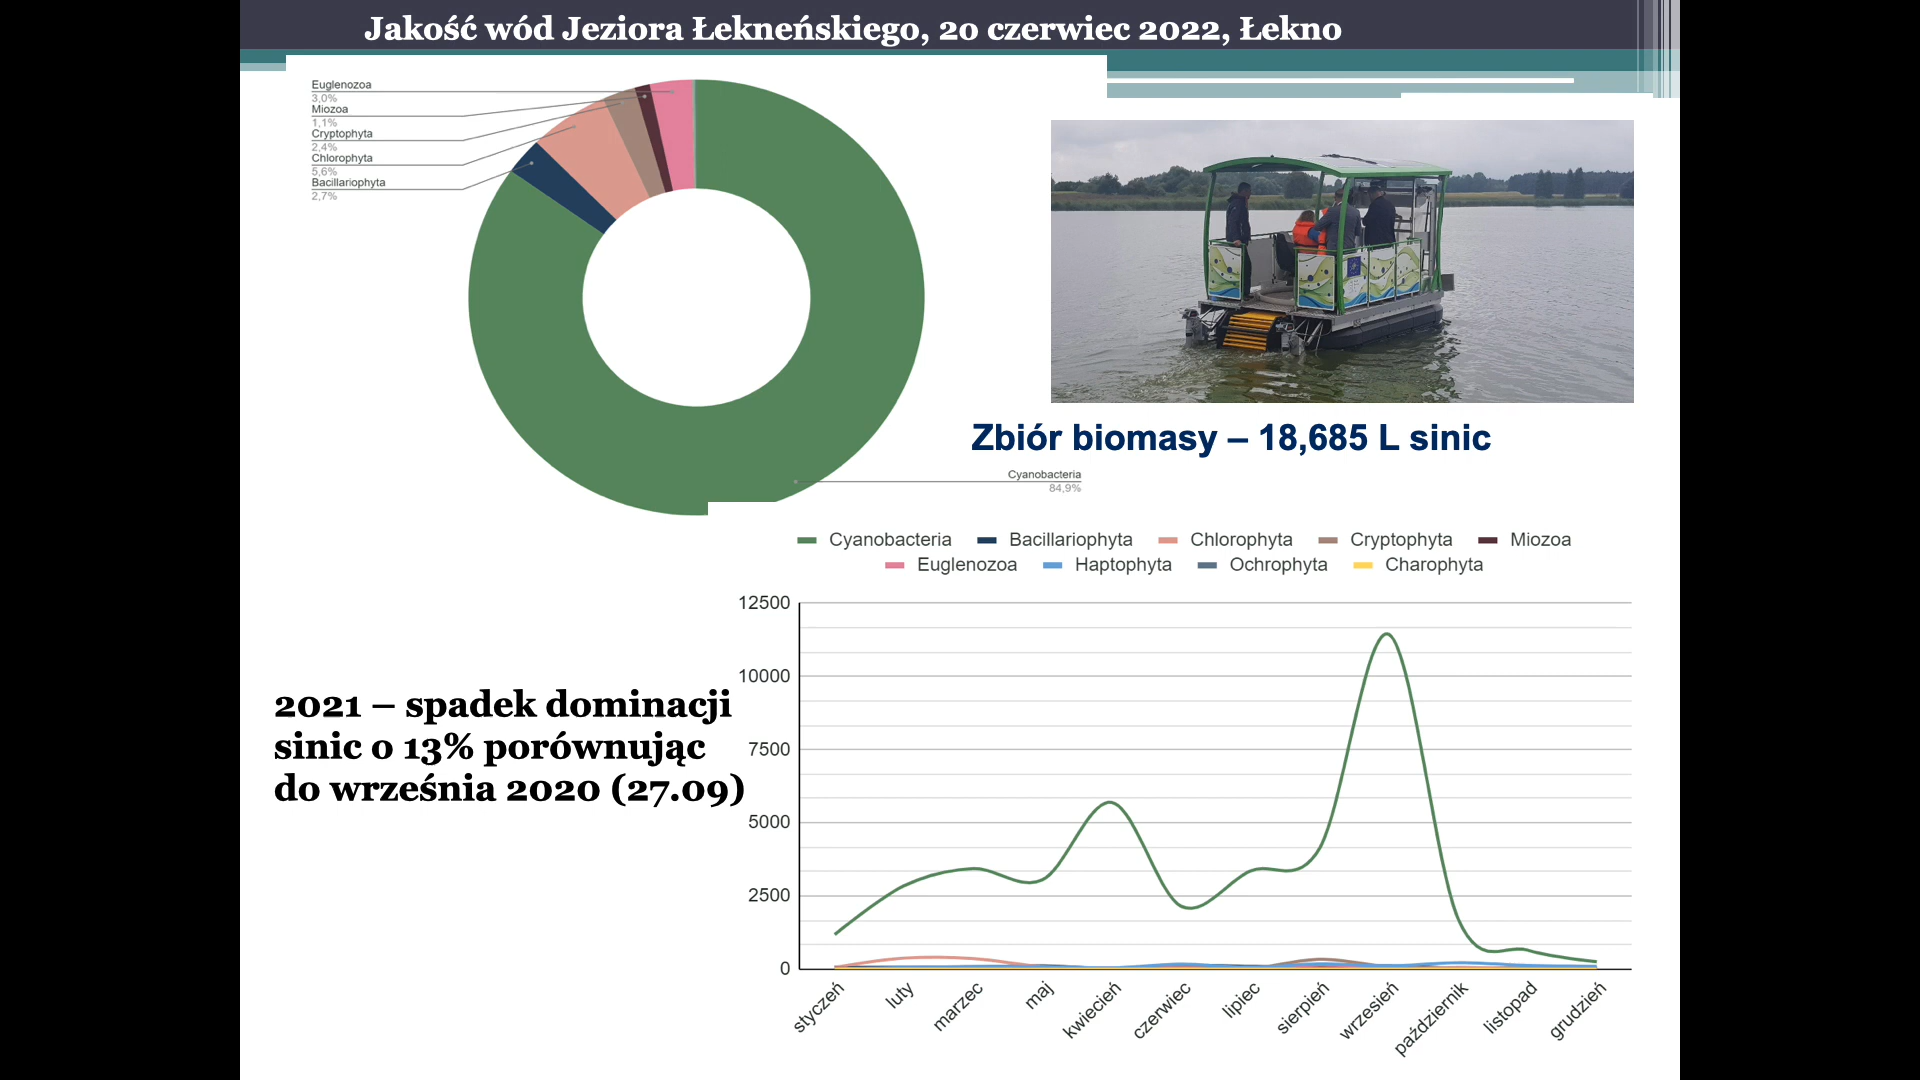 Jakość wód Jeziora Łekneńskiego, 20 czerwiec 2022, Łekno
Euglenozoa
3,0%
Miozoa
1,1%
Cryptophyta
2,4%
Chlorophyta
5,6%
Bacillariophyta
2,7%
Zbiór biomasy – 18,685 L sinic
Cyanobacteria
84,9%
Cyanobacteria Bacillariophyta Chlorophyta Cryptophyta Miozoa
Euglenozoa Haptophyta Ochrophyta Charophyta
2021 – spadek dominacji
sinic o 13% porównując
do września 2020 (27.09)
12500
10000
7500
5000
2500
0
styczeń luty marzec maj kwiecień czerwiec lipiec sierpień wrzesień październik listopad grudzień